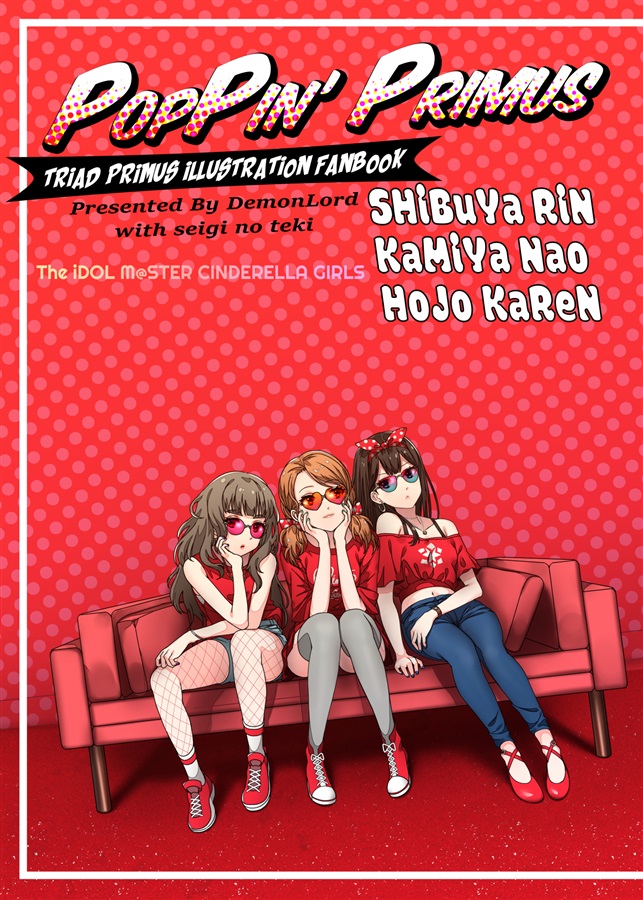 POPPIN' PRIMUS
TRIAD PRIMUS iLLUSTRATION FANBOOK
Presented By DemonLord
with seigi no teki
The iDOL M@STER CINDERELLA GIRLS
SHiBuYa RiN
KaMiYa Nao
HoJo KaReN